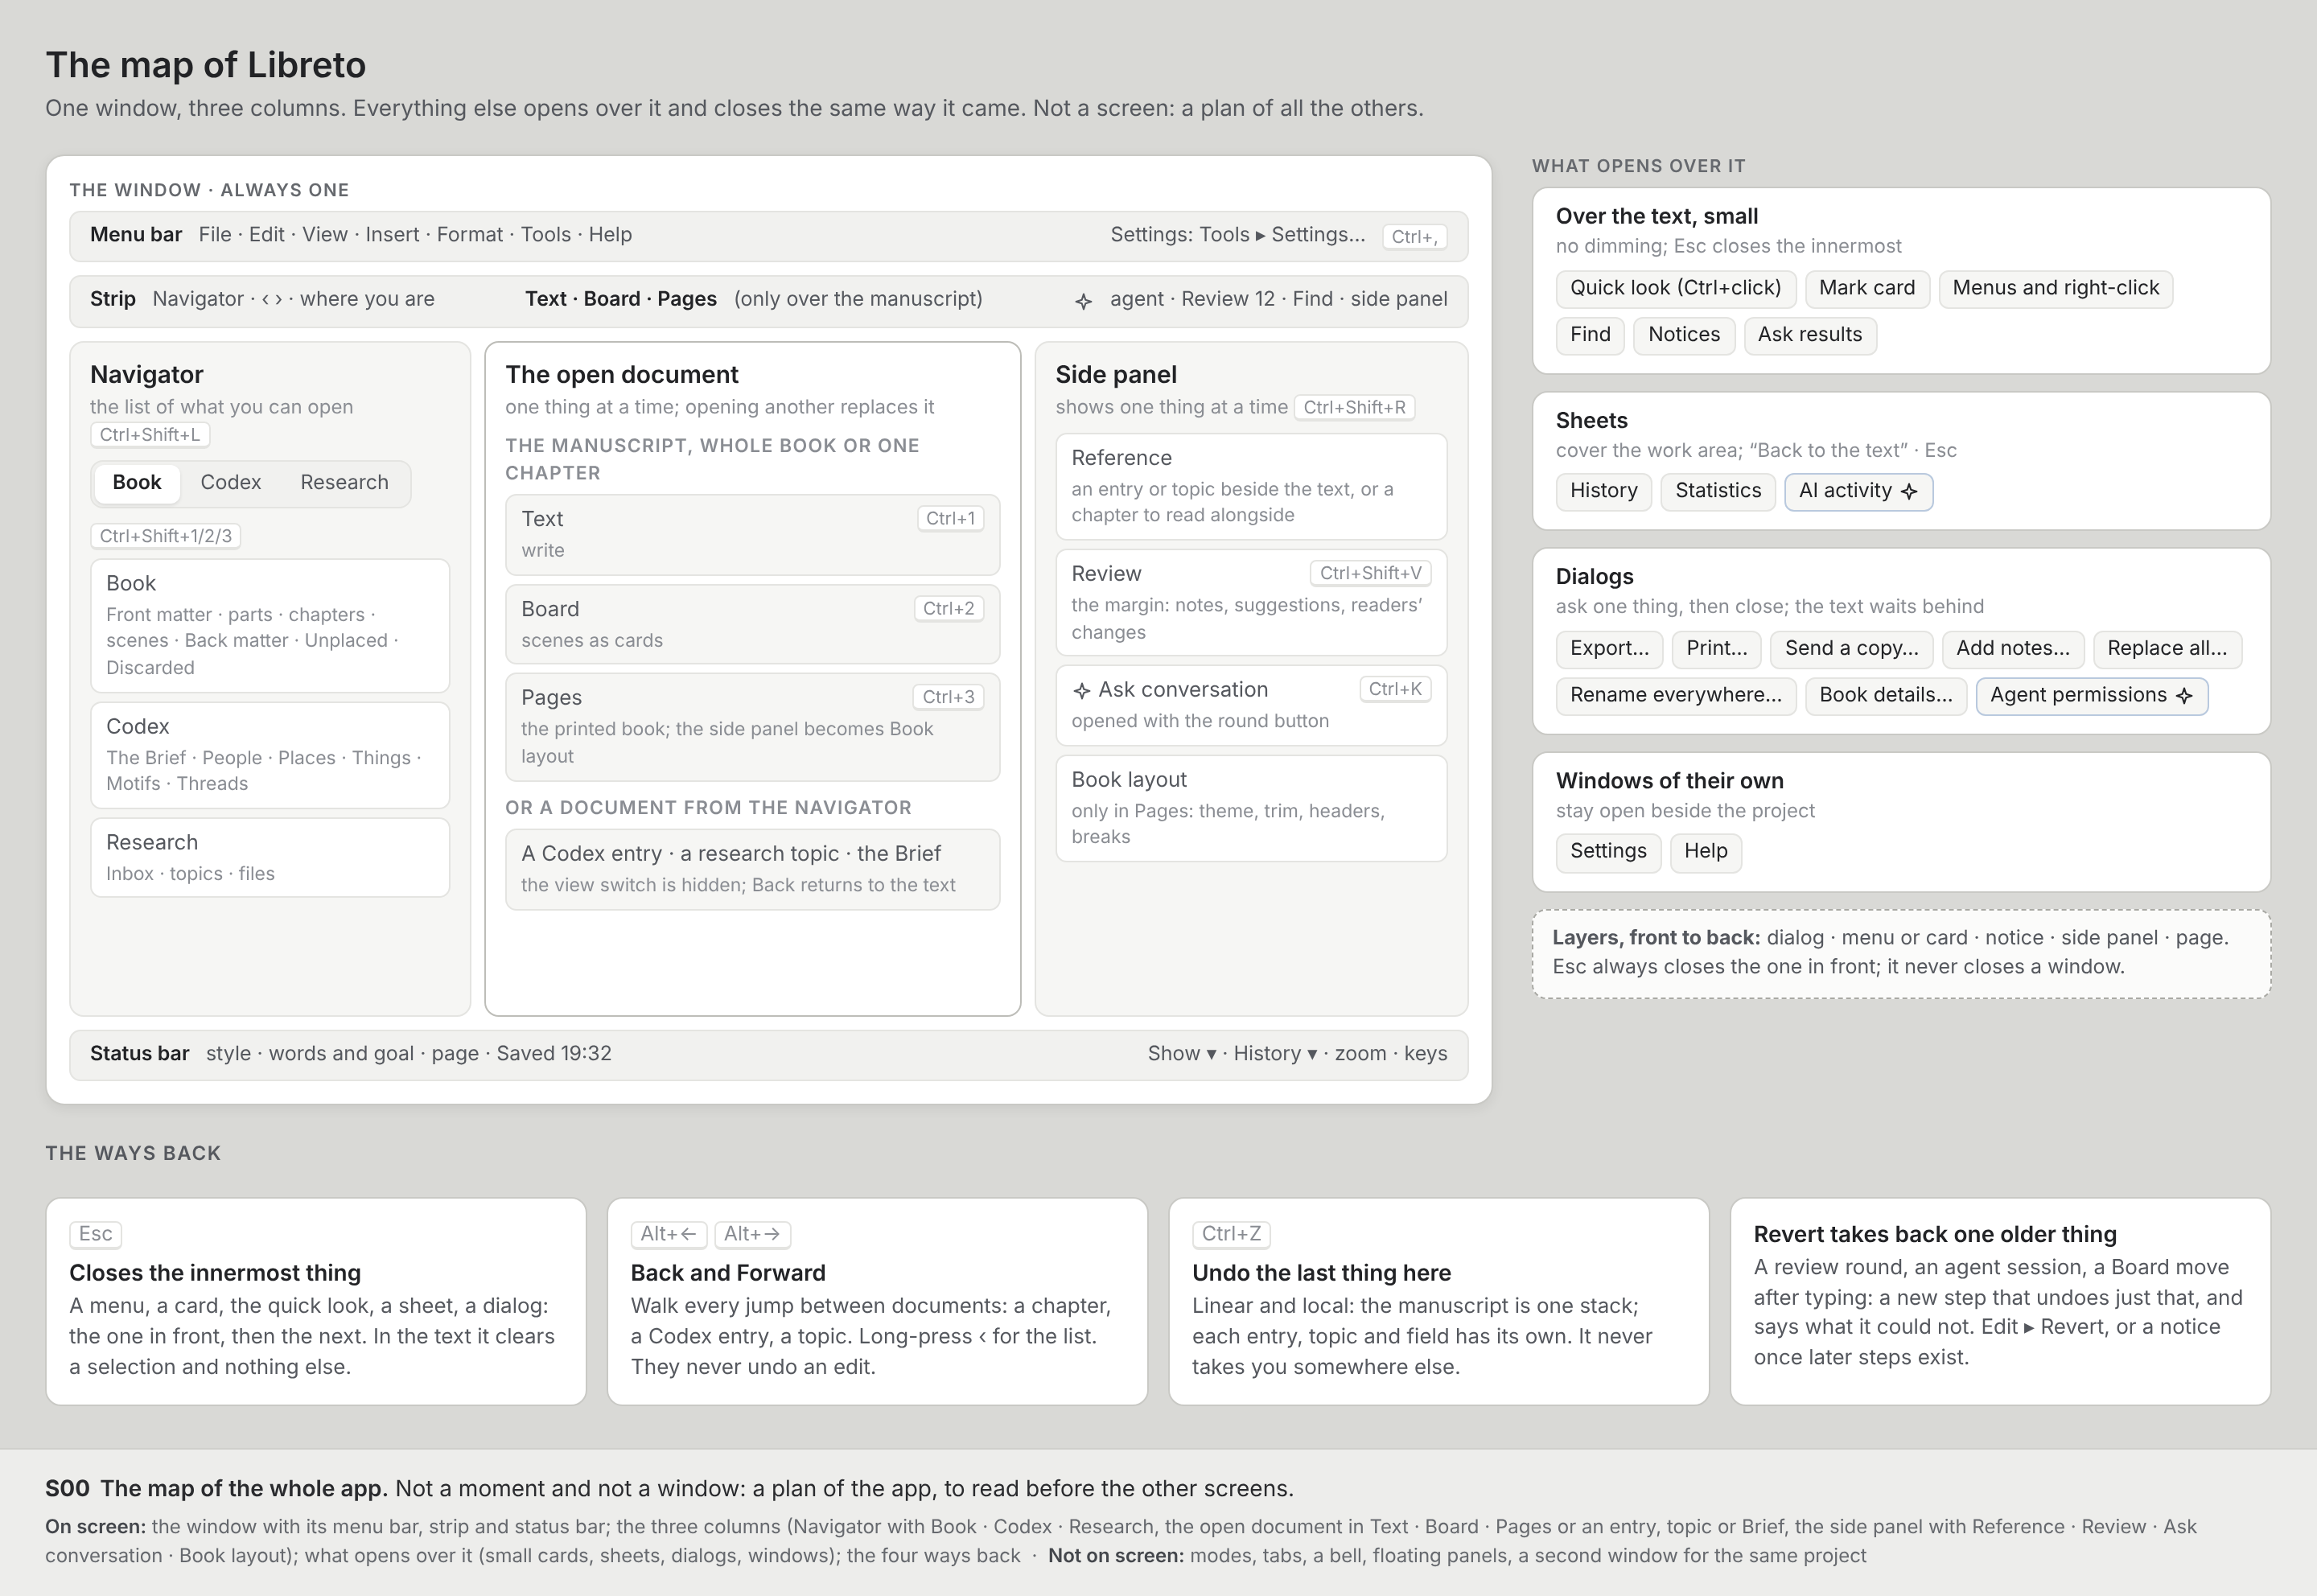 The map of Libreto
One window, three columns. Everything else opens over it and closes the same way it came. Not a screen: a plan of all the others.
THE WINDOW · ALWAYS ONE
Menu bar File · Edit · View · Insert · Format · Tools · Help Settings: Tools ▸ Settings… Ctrl+,
Strip Navigator · ‹ › · where you are Text · Board · Pages (only over the manuscript) agent · Review 12 · Find · side panel
Navigator
the list of what you can open
Ctrl+Shift+L
Book Codex Research
Ctrl+Shift+1/2/3
Book
Front matter · parts · chapters ·
scenes · Back matter · Unplaced ·
Discarded
Codex
The Brief · People · Places · Things ·
Motifs · Threads
Research
Inbox · topics · files
The open document
one thing at a time; opening another replaces it
THE MANUSCRIPT, WHOLE BOOK OR ONE
CHAPTER
Text Ctrl+1
write
Board Ctrl+2
scenes as cards
Pages Ctrl+3
the printed book; the side panel becomes Book
layout
OR A DOCUMENT FROM THE NAVIGATOR
A Codex entry · a research topic · the Brief
the view switch is hidden; Back returns to the text
Side panel
shows one thing at a time Ctrl+Shift+R
Reference
an entry or topic beside the text, or a
chapter to read alongside
Review Ctrl+Shift+V
the margin: notes, suggestions, readers’
changes
Ask conversation Ctrl+K
opened with the round button
Book layout
only in Pages: theme, trim, headers,
breaks
Status bar style · words and goal · page · Saved 19:32 Show ▾ · History ▾ · zoom · keys
WHAT OPENS OVER IT
Over the text, small
no dimming; Esc closes the innermost
Quick look (Ctrl+click) Mark card Menus and right-click
Find Notices Ask results
Sheets
cover the work area; “Back to the text” · Esc
History Statistics AI activity
Dialogs
ask one thing, then close; the text waits behind
Export… Print… Send a copy… Add notes… Replace all…
Rename everywhere… Book details… Agent permissions
Windows of their own
stay open beside the project
Settings Help
Layers, front to back: dialog · menu or card · notice · side panel · page.
Esc always closes the one in front; it never closes a window.
THE WAYS BACK
Esc
Closes the innermost thing
A menu, a card, the quick look, a sheet, a dialog:
the one in front, then the next. In the text it clears
a selection and nothing else.
Alt+← Alt+→
Back and Forward
Walk every jump between documents: a chapter,
a Codex entry, a topic. Long-press ‹ for the list.
They never undo an edit.
Ctrl+Z
Undo the last thing here
Linear and local: the manuscript is one stack;
each entry, topic and field has its own. It never
takes you somewhere else.
Revert takes back one older thing
A review round, an agent session, a Board move
after typing: a new step that undoes just that, and
says what it could not. Edit ▸ Revert, or a notice
once later steps exist.
S00 The map of the whole app. Not a moment and not a window: a plan of the app, to read before the other screens.
On screen: the window with its menu bar, strip and status bar; the three columns (Navigator with Book · Codex · Research, the open document in Text · Board · Pages or an entry, topic or Brief, the side panel with Reference · Review · Ask
conversation · Book layout); what opens over it (small cards, sheets, dialogs, windows); the four ways back · Not on screen: modes, tabs, a bell, floating panels, a second window for the same project